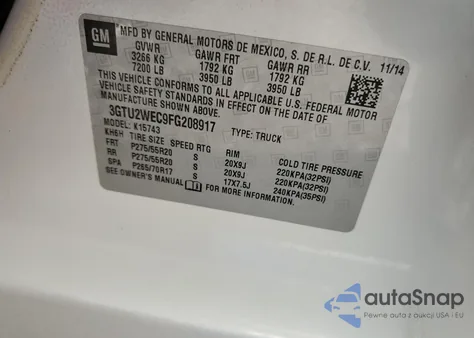 GM
MFD BY GENERAL MOTORS DE MEXICO, S. DE R.L. DE C.V. 11/14
GVWR GAWR FRT GAWR RR
3266 KG 1792 KG 1792 KG
7200 LB 3950 LB 3950 LB
THIS VEHICLE CONFORMS TO ALL APPLICABLE U.S. FEDERAL MOTOR
VEHICLE SAFETY STANDARDS IN EFFECT ON THE DATE OF
MANUFACTURE SHOWN ABOVE.
3GTU2WEC9FG208917 TYPE: TRUCK
MODEL: K15743
KH6H TIRE SIZE SPEED RTG RIM COLD TIRE PRESSURE
FRT P275/55R20 S 20X9J 220KPA(32PSI)
RR P275/55R20 S 20X9J 220KPA(32PSI)
SPA P265/70R17 S 17X7.5J 240KPA(35PSI)
SEE OWNER'S MANUAL i FOR MORE INFORMATION.
autoSnap
Pewne auta z aukcji USA i EU